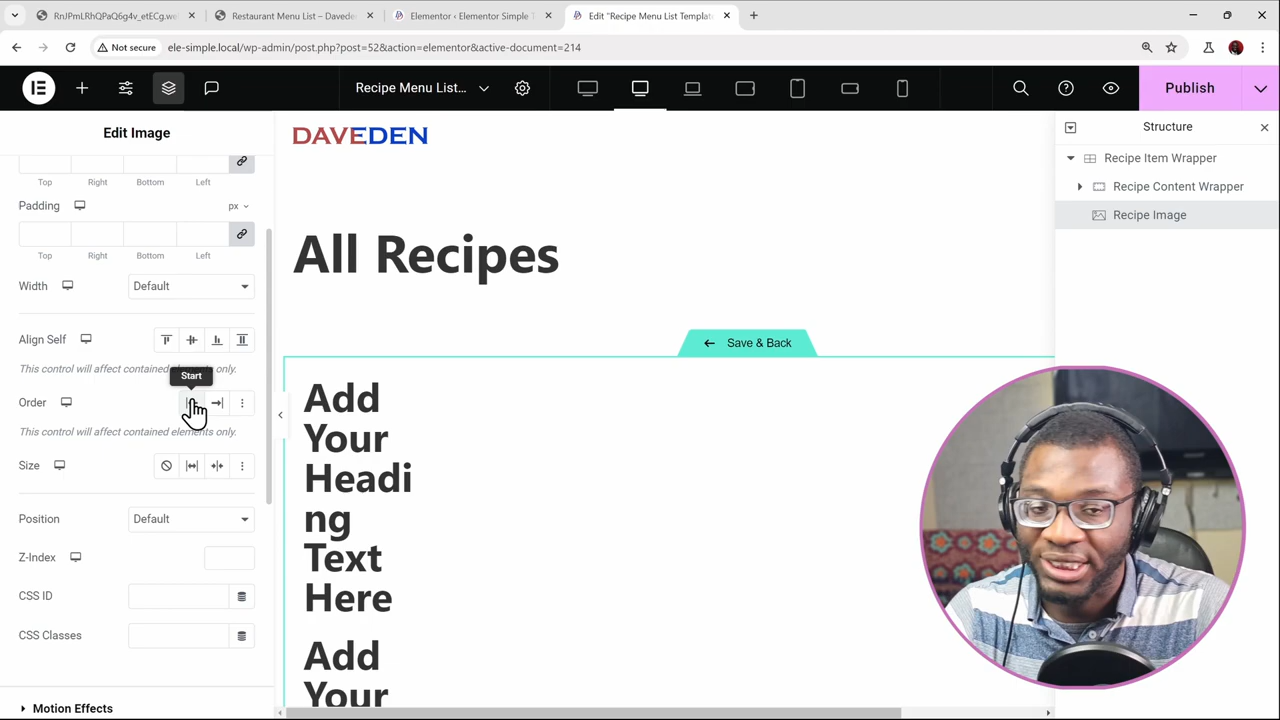 RnJPmLRhQPaQ6g4v_etECg.we
Restaurant Menu List – Davede
Elementor ‹ Elementor Simple T
Edit "Recipe Menu List Templat
Not secure
ele-simple.local/wp-admin/post.php?post=52&action=elementor&active-document=214
Recipe Menu List...
Publish
Edit Image
Top Right Bottom Left
Padding px
Top Right Bottom Left
Width Default
Align Self
This control will affect contained elements only.
Start
Order
This control will affect contained elements only.
Size
Position Default
Z-Index
CSS ID
CSS Classes
Motion Effects
DAVEDEN
All Recipes
Save & Back
Add
Your
Headi
ng
Text
Here
Add
Your
Structure
Recipe Item Wrapper
Recipe Content Wrapper
Recipe Image